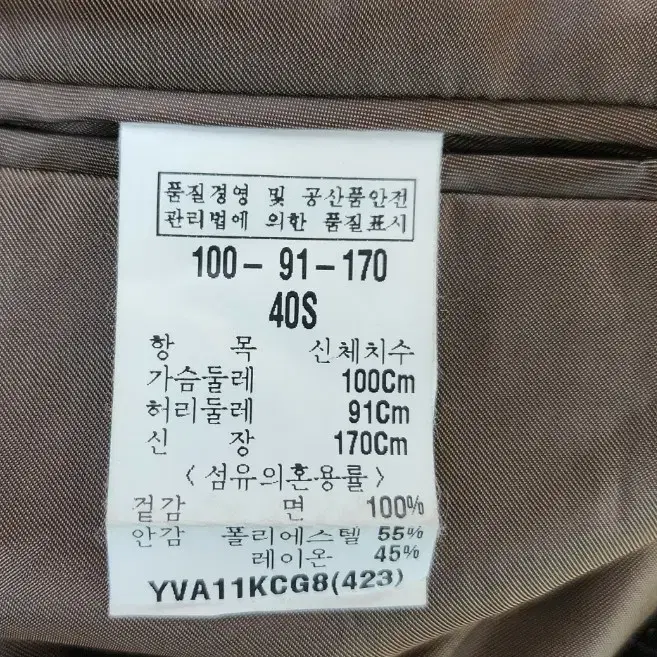 품질경영 및 공산품안전
관리법에 의한 품질표시
100- 91-170
40S
항 목 신체치수
가슴둘레 100Cm
허리둘레 91Cm
신 장 170Cm
〈섬유의혼용률〉
겉감 면 100%
안감 폴리에스텔 55%
레이온 45%
YVA11KCG8(423)